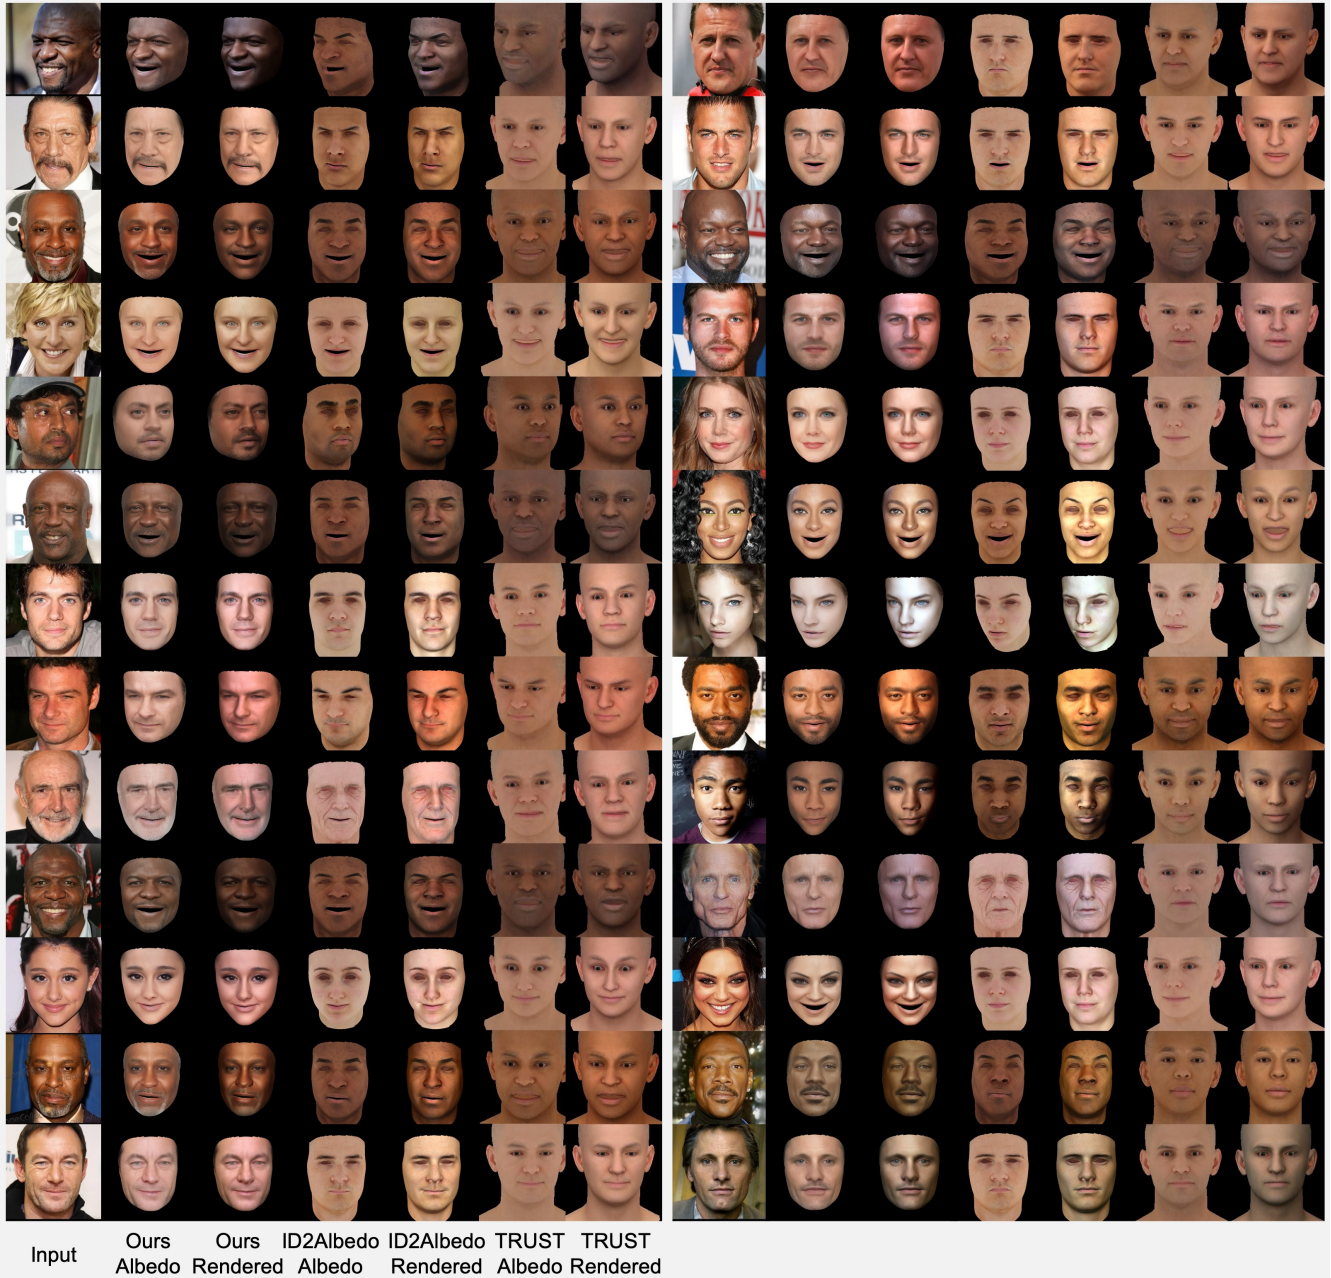 Input
Ours Albedo
Ours Rendered
ID2Albedo Albedo
ID2Albedo Rendered
TRUST Albedo
TRUST Rendered